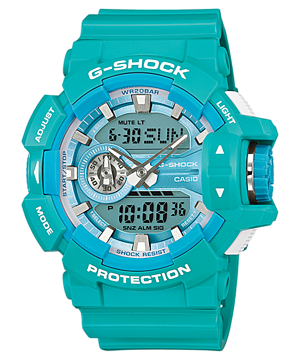 G-SHOCK
WR20BAR
ADJUST
LIGHT
MUTE LT
6-30 SUN
G-SHOCK
START/STOP
CASIO
MODE
P 10:08 36
SNZ ALM SIG
SHOCK RESIST
PROTECTION